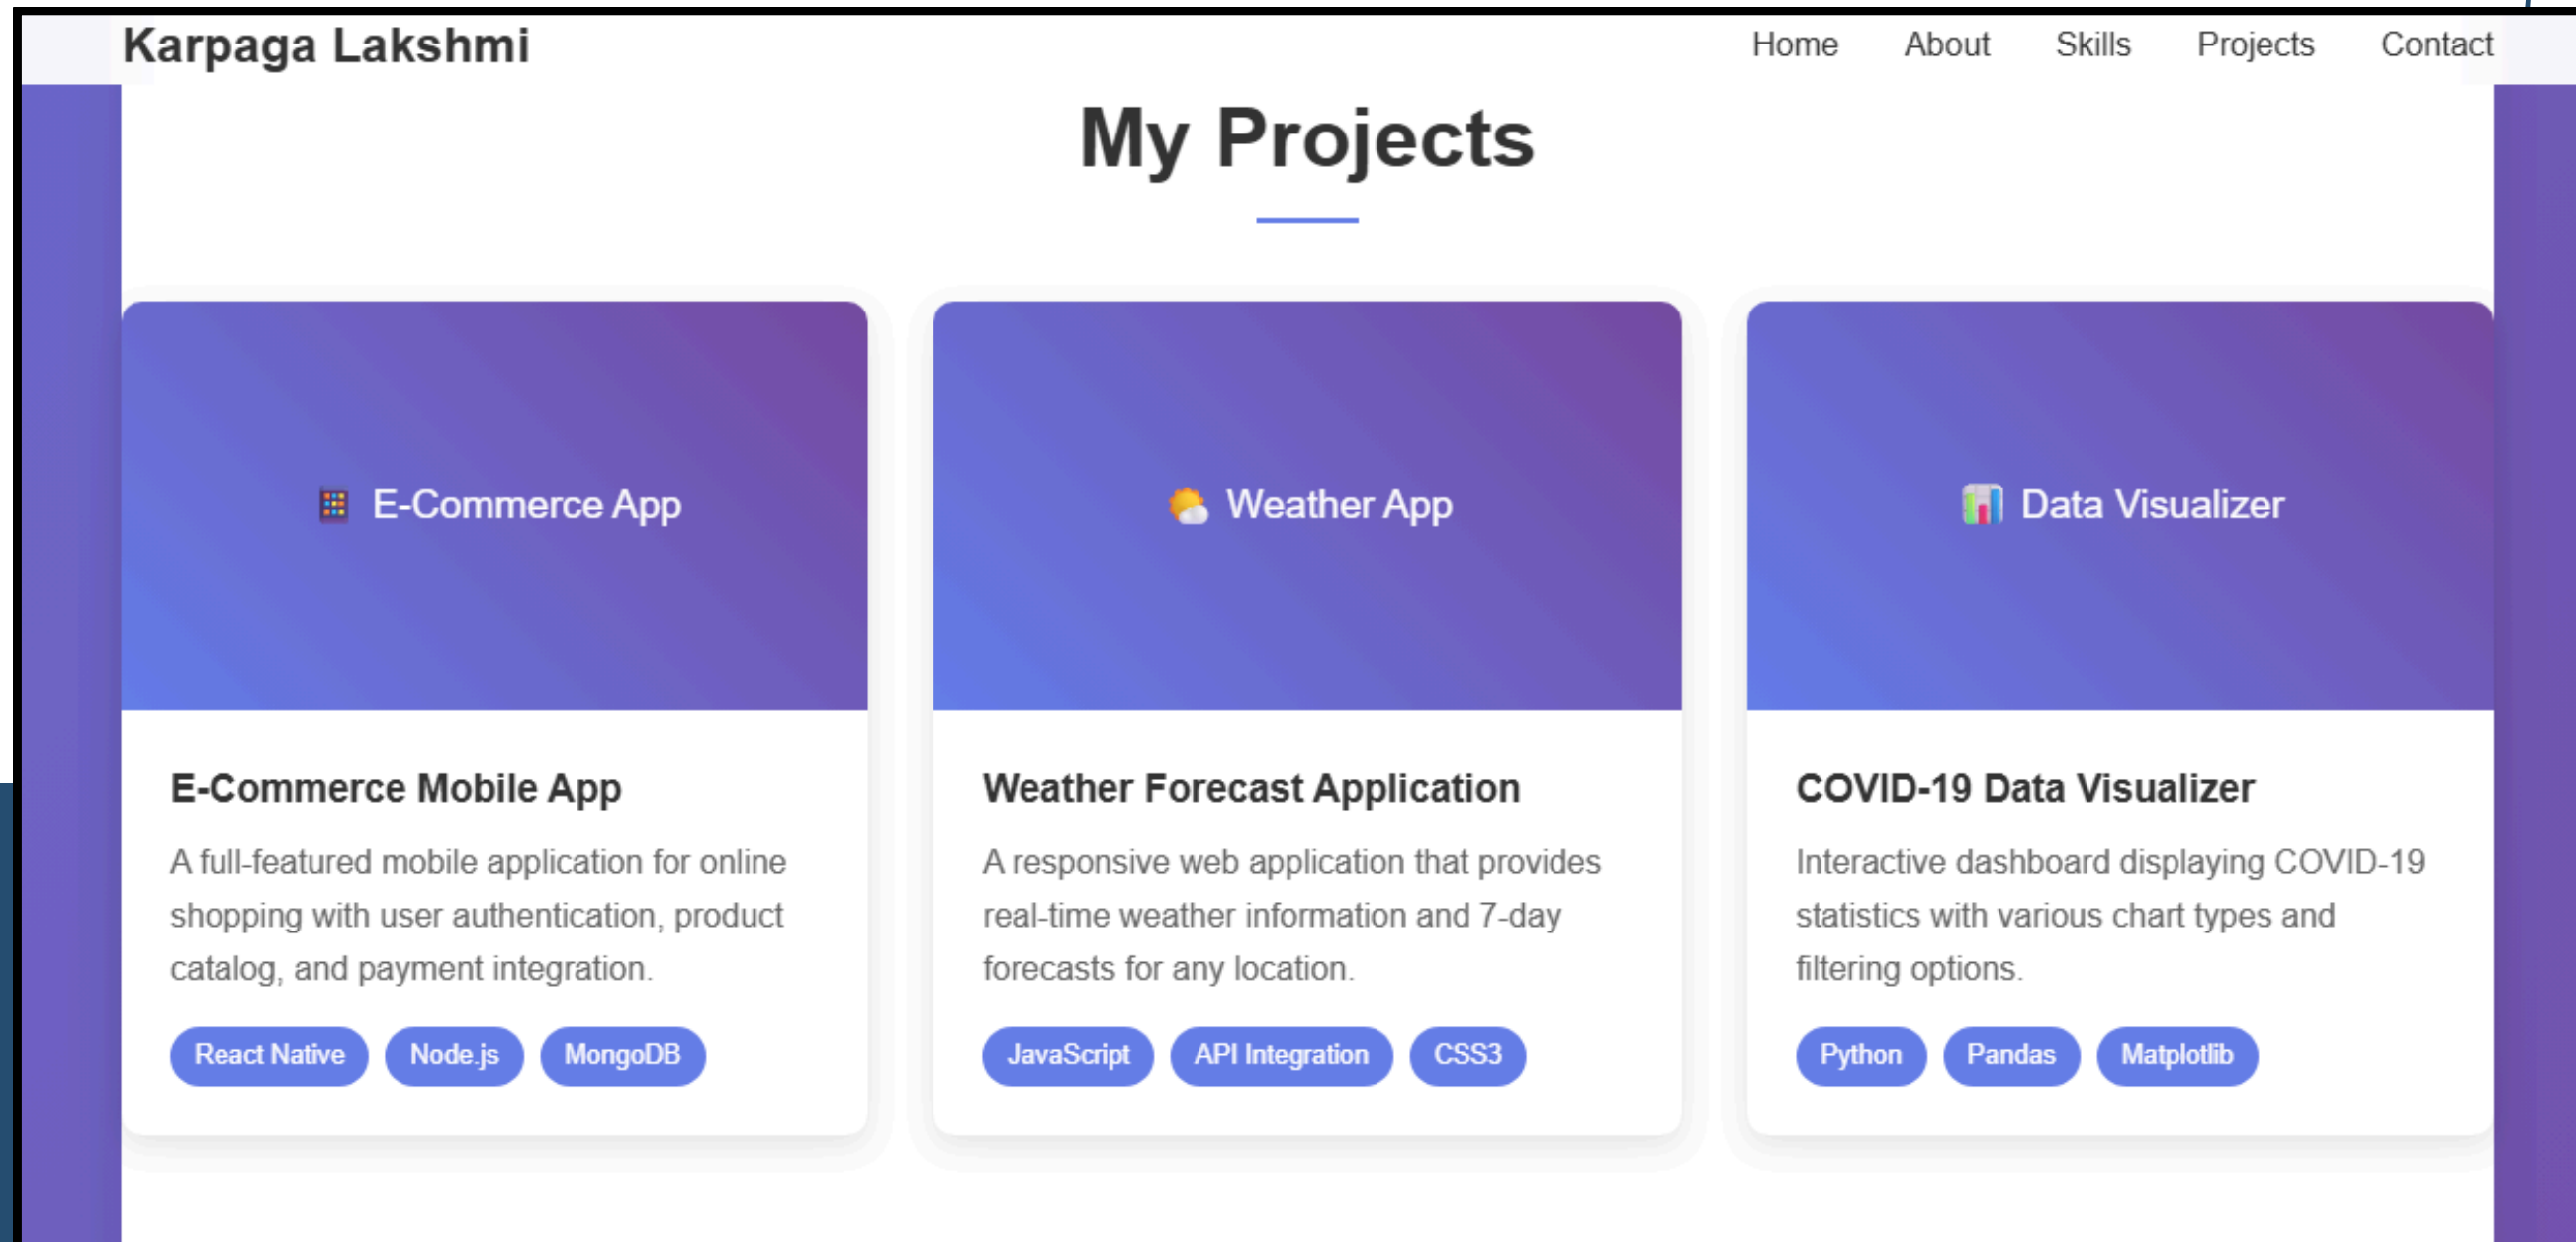 Karpaga Lakshmi
Home About Skills Projects Contact
My Projects
E-Commerce App
Weather App
Data Visualizer
E-Commerce Mobile App
A full-featured mobile application for online
shopping with user authentication, product
catalog, and payment integration.
React Native Node.js MongoDB
Weather Forecast Application
A responsive web application that provides
real-time weather information and 7-day
forecasts for any location.
JavaScript API Integration CSS3
COVID-19 Data Visualizer
Interactive dashboard displaying COVID-19
statistics with various chart types and
filtering options.
Python Pandas Matplotlib